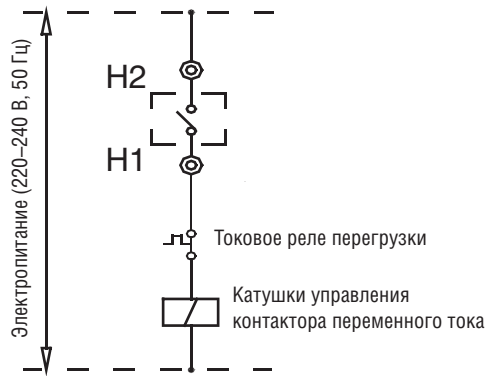 Электропитание (220–240 В, 50 Гц)
H2
H1
Токовое реле перегрузки
Катушки управления
контактора переменного тока